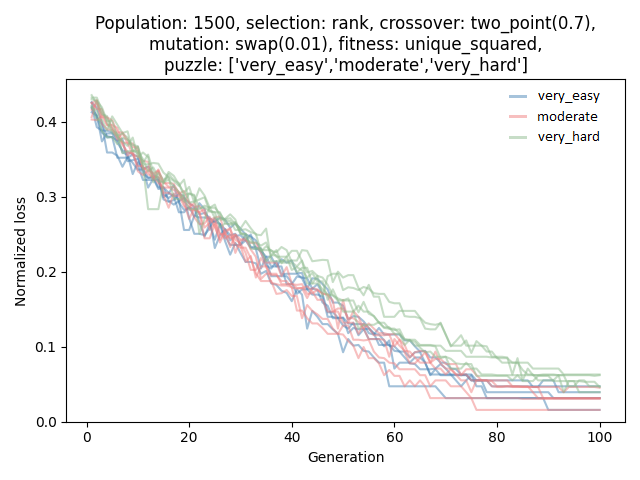 Population: 1500, selection: rank, crossover: two_point(0.7),
mutation: swap(0.01), fitness: unique_squared,
puzzle: ['very_easy','moderate','very_hard']
very_easy
moderate
very_hard
Normalized loss
0.4
0.3
0.2
0.1
0.0
0 20 40 60 80 100
Generation